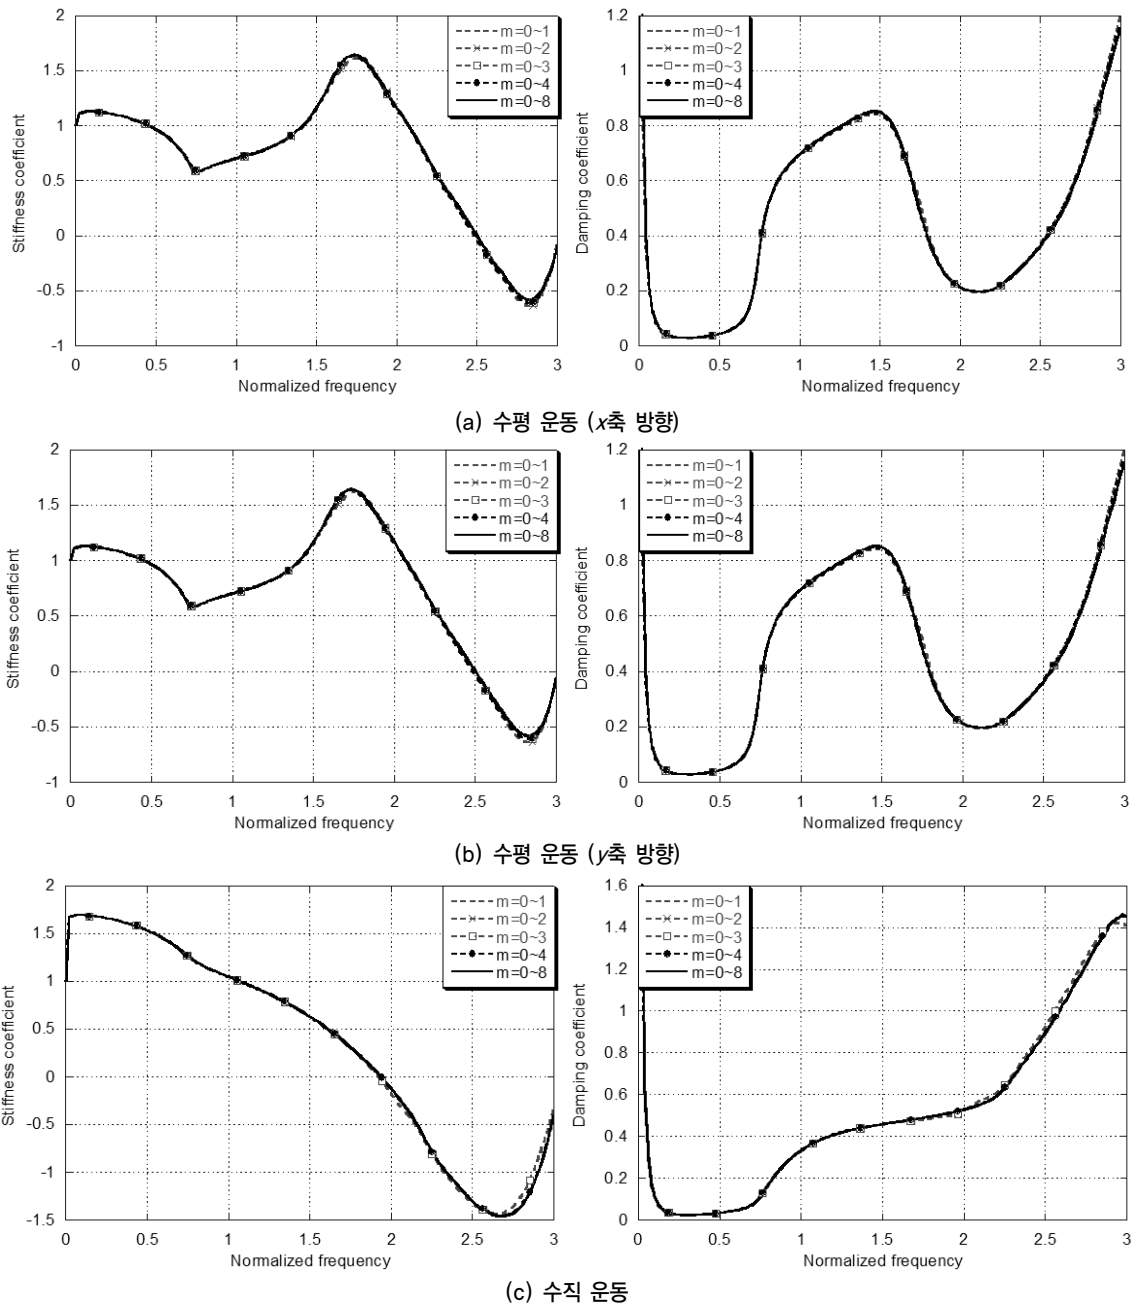 2
1.5
1
0.5
0
-0.5
-1
Stiffness coefficient
m=0~1
m=0~2
m=0~3
m=0~4
m=0~8
0 0.5 1 1.5 2 2.5 3
Normalized frequency
1.2
1
0.8
0.6
0.4
0.2
0
Damping coefficient
m=0~1
m=0~2
m=0~3
m=0~4
m=0~8
0 0.5 1 1.5 2 2.5 3
Normalized frequency
(a) 수평 운동 (x축 방향)
2
1.5
1
0.5
0
-0.5
-1
Stiffness coefficient
m=0~1
m=0~2
m=0~3
m=0~4
m=0~8
0 0.5 1 1.5 2 2.5 3
Normalized frequency
1.2
1
0.8
0.6
0.4
0.2
0
Damping coefficient
m=0~1
m=0~2
m=0~3
m=0~4
m=0~8
0 0.5 1 1.5 2 2.5 3
Normalized frequency
(b) 수평 운동 (y축 방향)
2
1.5
1
0.5
0
-0.5
-1
-1.5
Stiffness coefficient
m=0~1
m=0~2
m=0~3
m=0~4
m=0~8
0 0.5 1 1.5 2 2.5 3
Normalized frequency
1.6
1.4
1.2
1
0.8
0.6
0.4
0.2
0
Damping coefficient
m=0~1
m=0~2
m=0~3
m=0~4
m=0~8
0 0.5 1 1.5 2 2.5 3
Normalized frequency
(c) 수직 운동